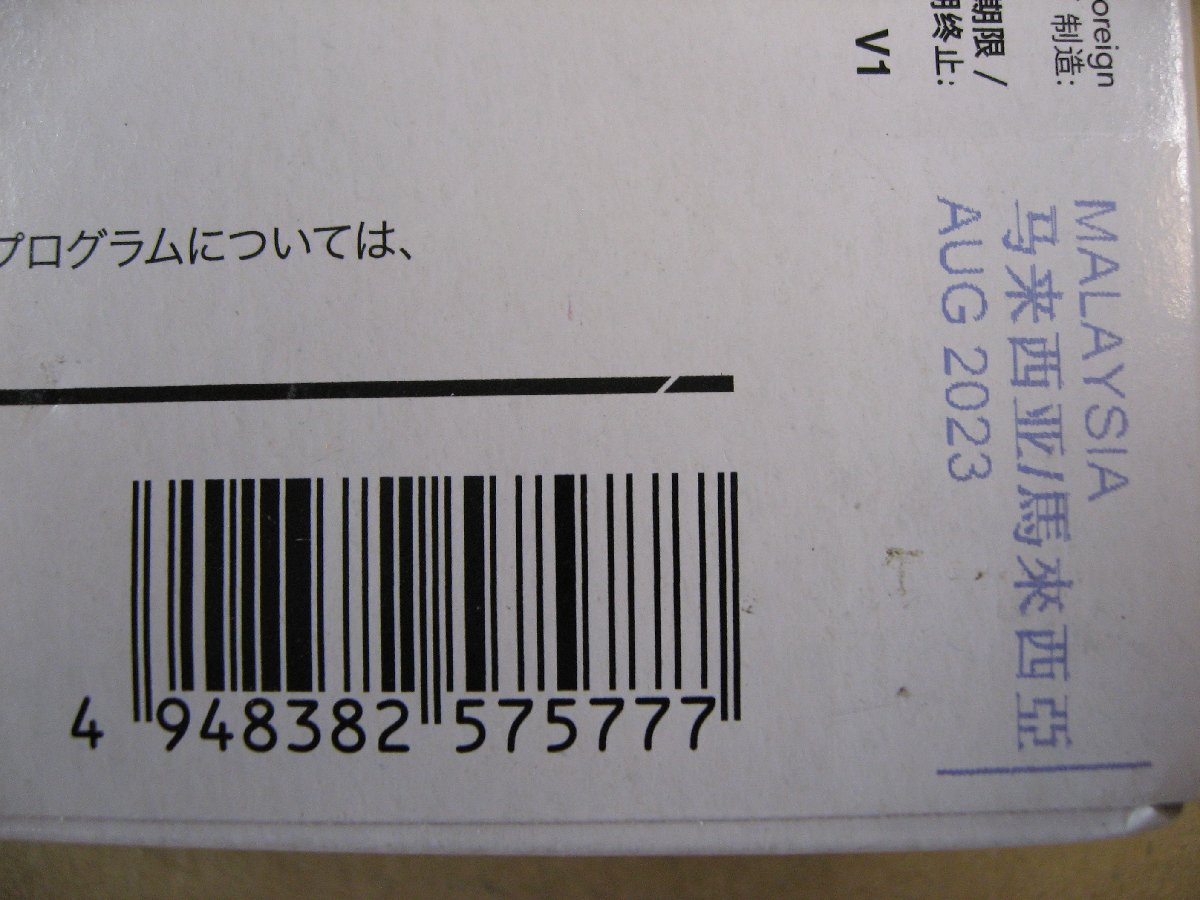 oreign
制造:
期限 /
期终止:
V1
MALAYSIA
马来西亚/馬來西亞
AUG 2023
プログラムについては、
4 948382 575777